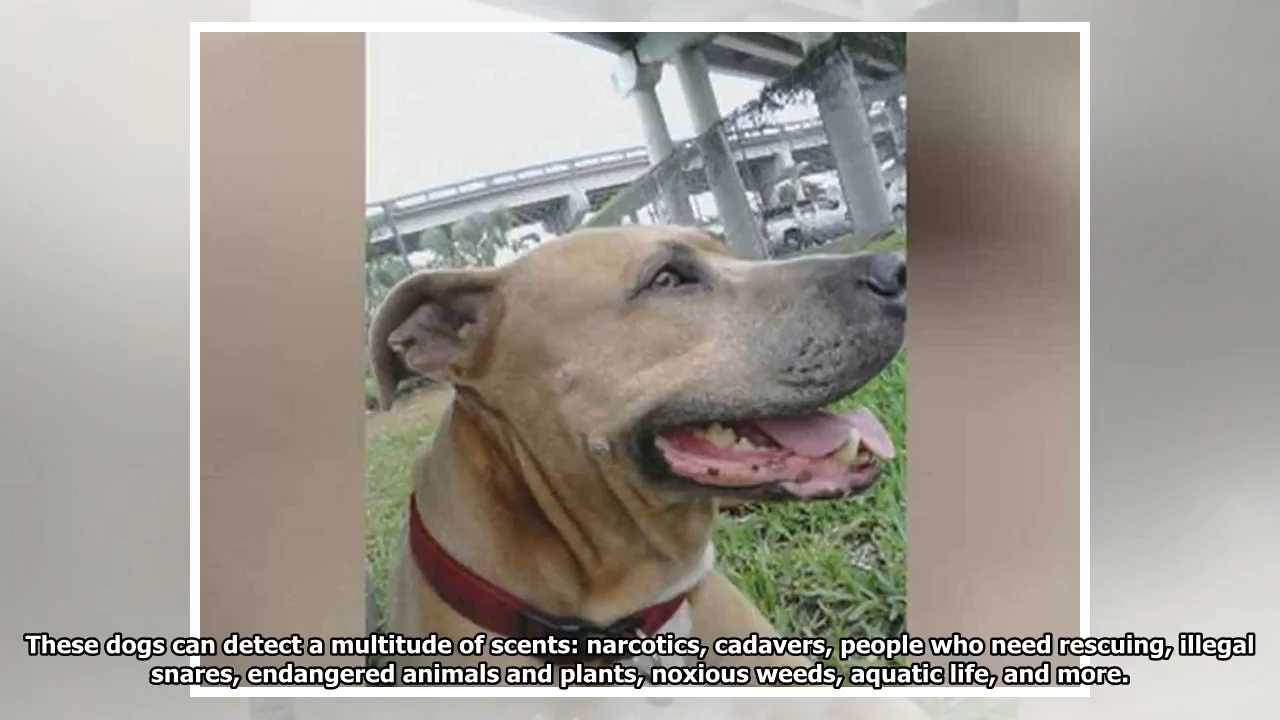 These dogs can detect a multitude of scents: narcotics, cadavers, people who need rescuing, illegal
snares, endangered animals and plants, noxious weeds, aquatic life, and more.